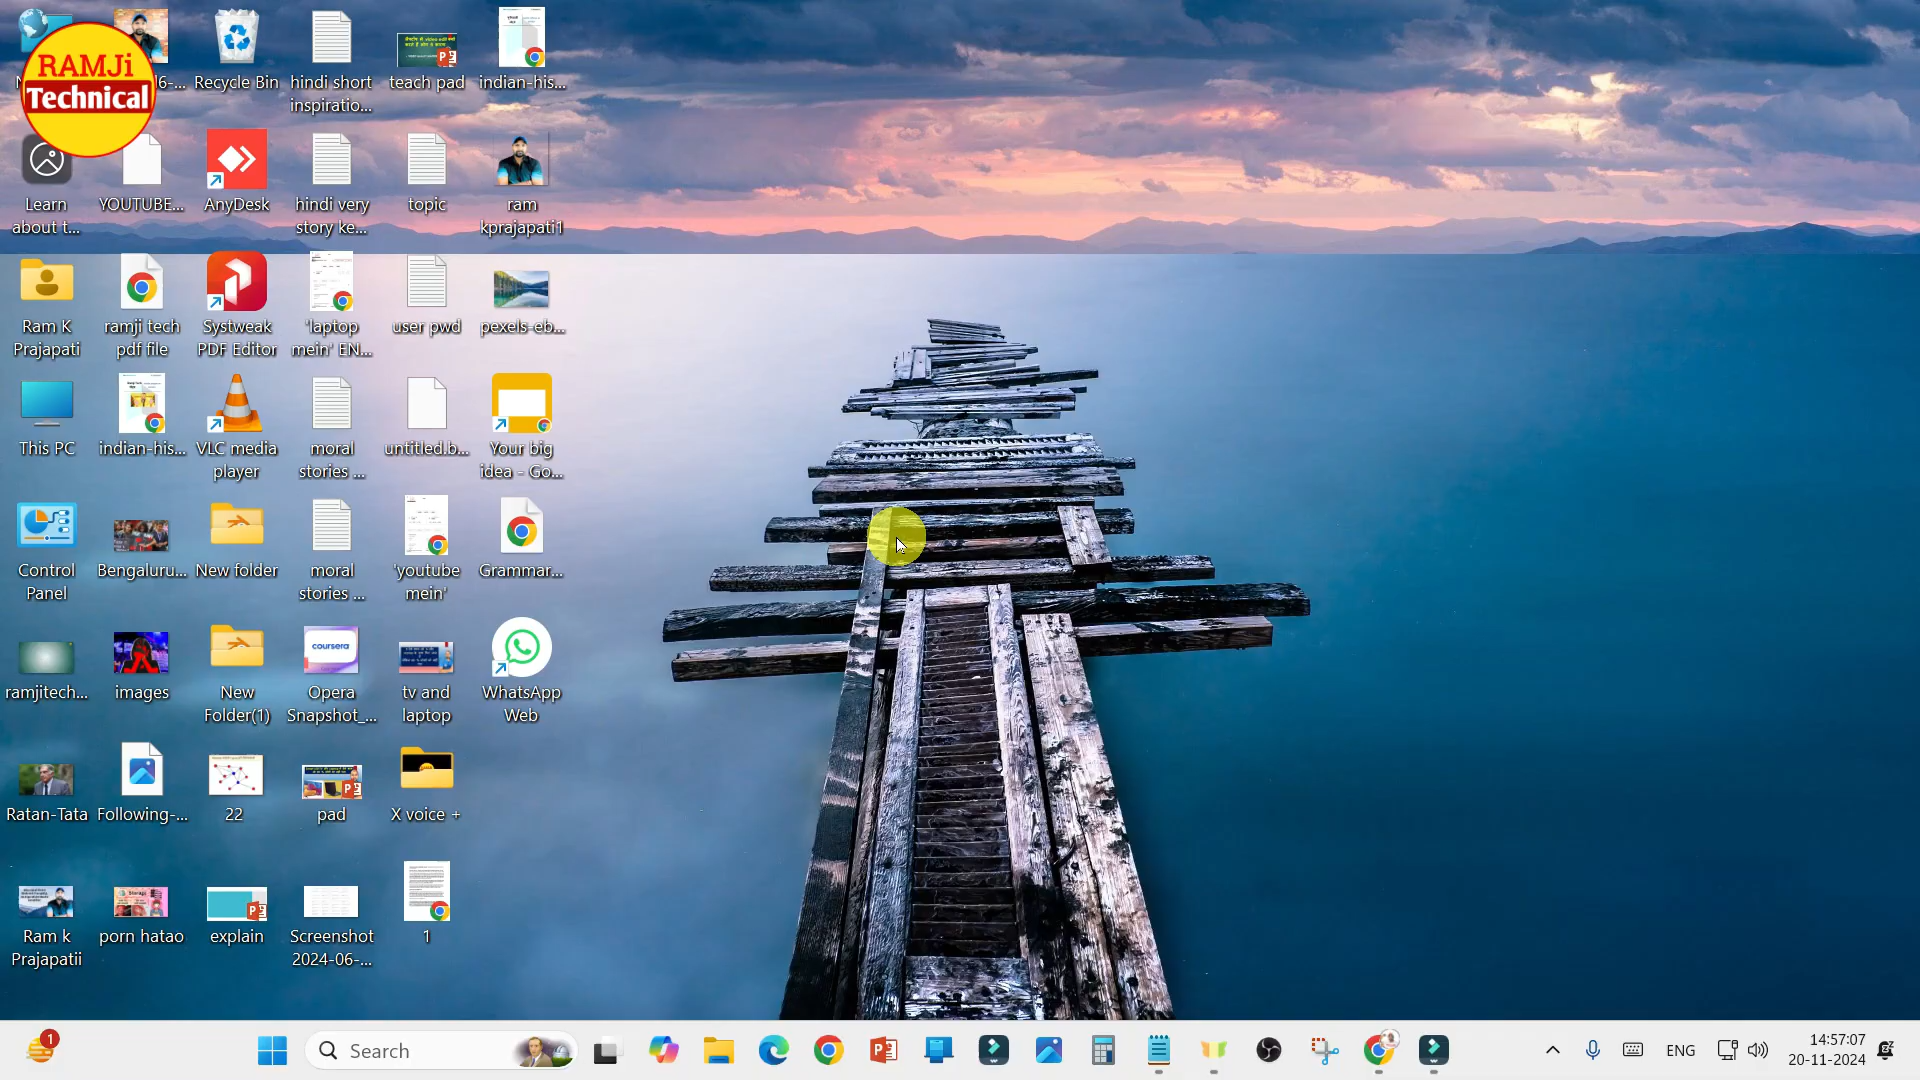 RAMJi
Technical
Recycle Bin
hindi short
inspiratio...
teach pad
indian-his...
Learn
about t...
YOUTUBE...
AnyDesk
hindi very
story ke...
topic
ram
kprajapati1
Ram K
Prajapati
ramji tech
pdf file
Systweak
PDF Editor
'laptop
mein' EN...
user pwd
pexels-eb...
This PC
indian-his...
VLC media
player
moral
stories ...
untitled.b...
Your big
idea - Go...
Control
Panel
Bengaluru...
New folder
moral
stories ...
'youtube
mein'
Grammar...
ramjitech...
images
New
Folder(1)
coursera
Opera
Snapshot_...
tv and
laptop
WhatsApp
Web
Ratan-Tata
Following-...
22
pad
X voice +
Ram k
Prajapatii
porn hatao
explain
Screenshot
2024-06-...
1
1
Search
ENG
14:57:07
20-11-2024